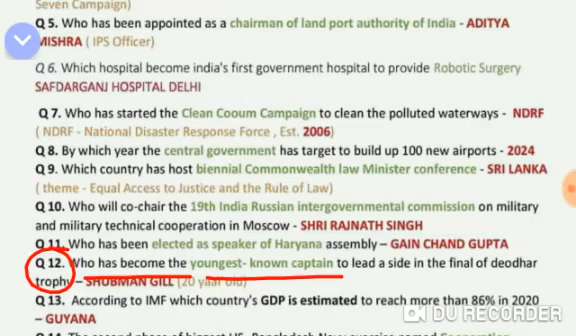 Seven Campaign)
Q 5. Who has been appointed as a chairman of land port authority of India - ADITYA
MISHRA ( IPS Officer)
Q 6. Which hospital become india's first government hospital to provide Robotic Surgery
SAFDARGANJ HOSPITAL DELHI
Q 7. Who has started the Clean Cooum Campaign to clean the polluted waterways - NDRF
( NDRF - National Disaster Response Force , Est. 2006)
Q 8. By which year the central government has target to build up 100 new airports - 2024
Q 9. Which country has host biennial Commonwealth law Minister conference - SRI LANKA
( theme - Equal Access to Justice and the Rule of Law)
Q 10. Who will co-chair the 19th India Russian intergovernmental commission on military
and military technical cooperation in Moscow - SHRI RAJNATH SINGH
Q 11. Who has been elected as speaker of Haryana assembly – GAIN CHAND GUPTA
Q 12. Who has become the youngest- known captain to lead a side in the final of deodhar
trophy – SHUBMAN GILL (20 yaar old)
Q 13. According to IMF which country's GDP is estimated to reach more than 86% in 2020
– GUYANA
DU RECORDER